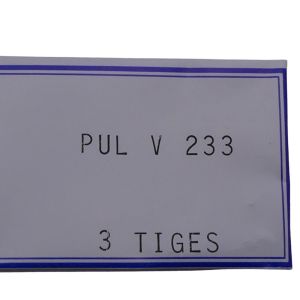 PUL V 233
3 TIGES